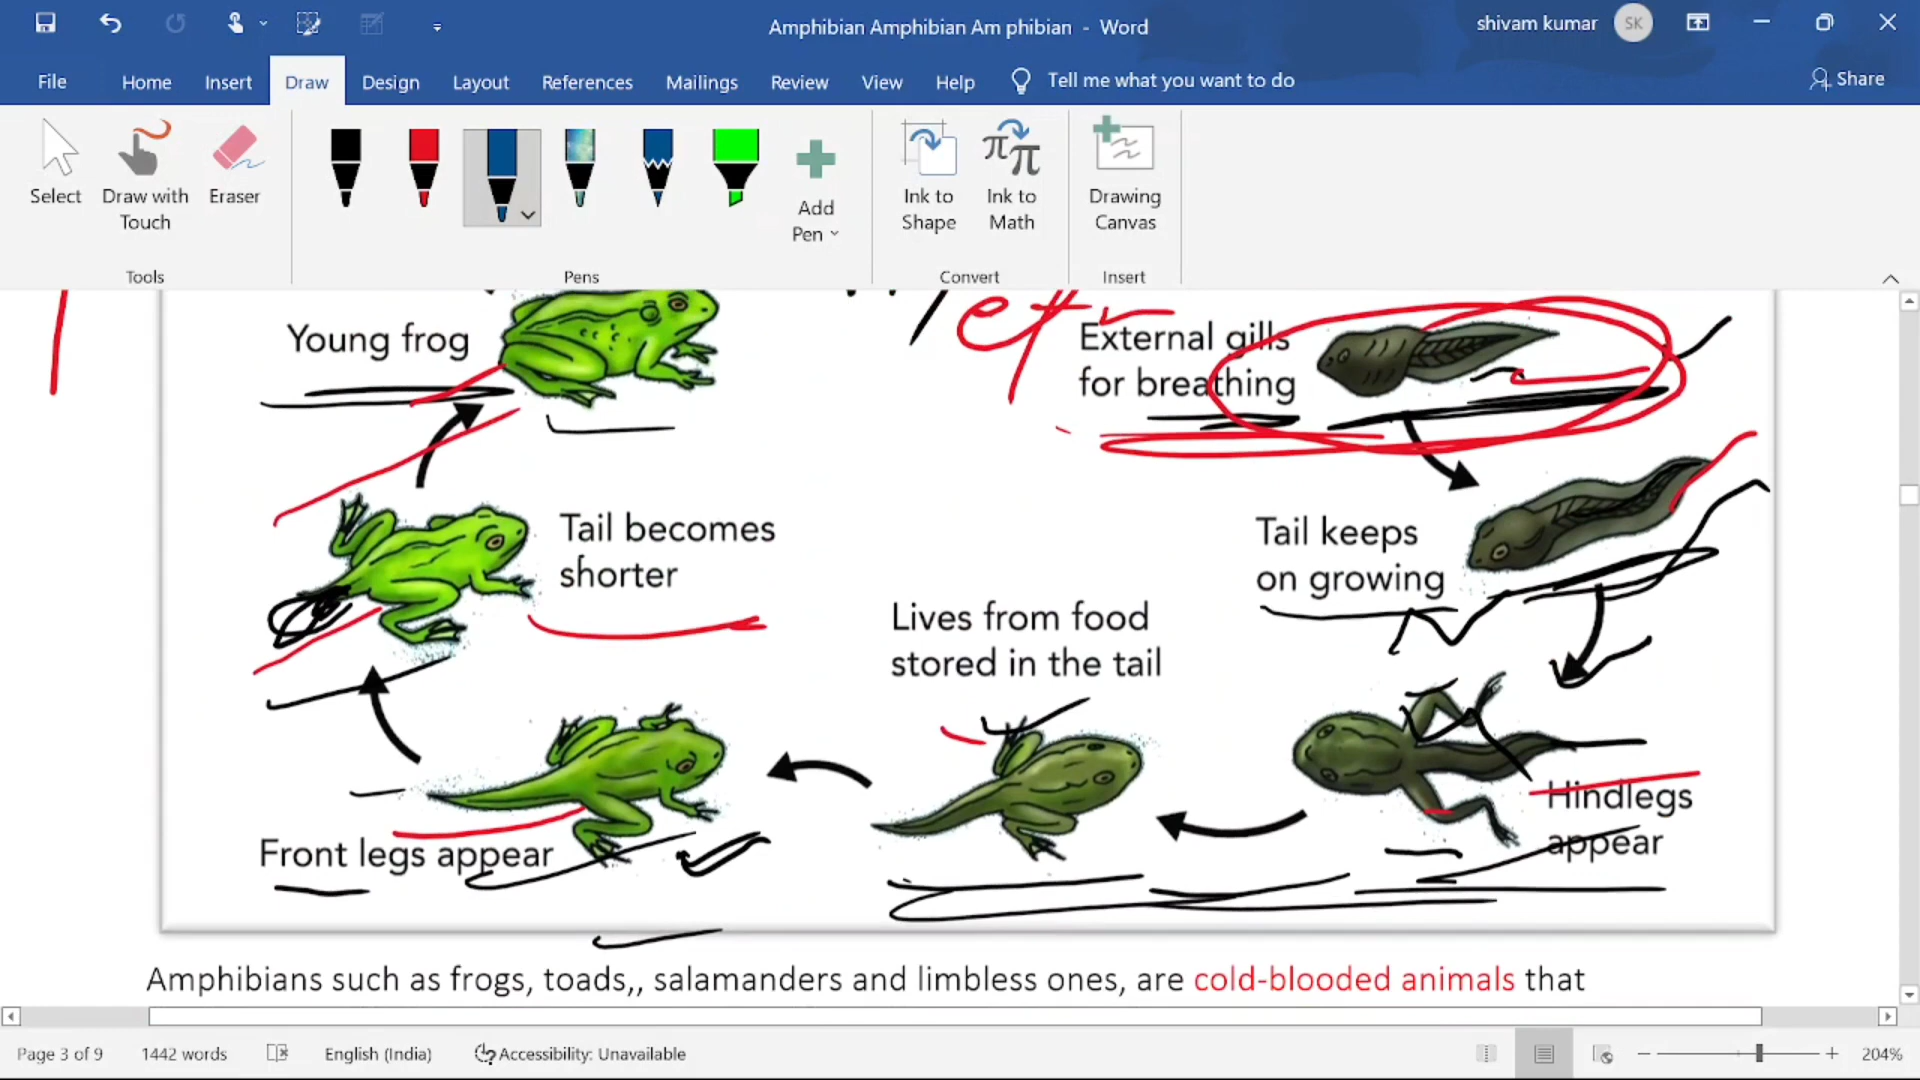 Amphibian Amphibian Am phibian - Word
shivam kumar
SK
File
Home
Insert
Draw
Design
Layout
References
Mailings
Review
View
Help
Tell me what you want to do
Share
Select
Draw with
Touch
Eraser
Add
Pen
Ink to
Shape
Ink to
Math
Drawing
Canvas
Tools
Pens
Convert
Insert
Young frog
External gills
for breathing
Tail becomes
shorter
Tail keeps
on growing
Lives from food
stored in the tail
Front legs appear
Hindlegs
appear
Amphibians such as frogs, toads,, salamanders and limbless ones, are cold-blooded animals that
Page 3 of 9
1442 words
English (India)
Accessibility: Unavailable
204%